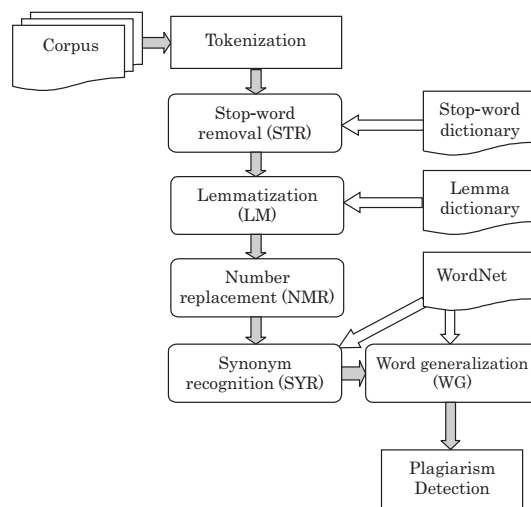 Corpus
Tokenization
Stop-word
removal (STR)
Stop-word
dictionary
Lemmatization
(LM)
Lemma
dictionary
Number
replacement (NMR)
WordNet
Synonym
recognition (SYR)
Word generalization
(WG)
Plagiarism
Detection